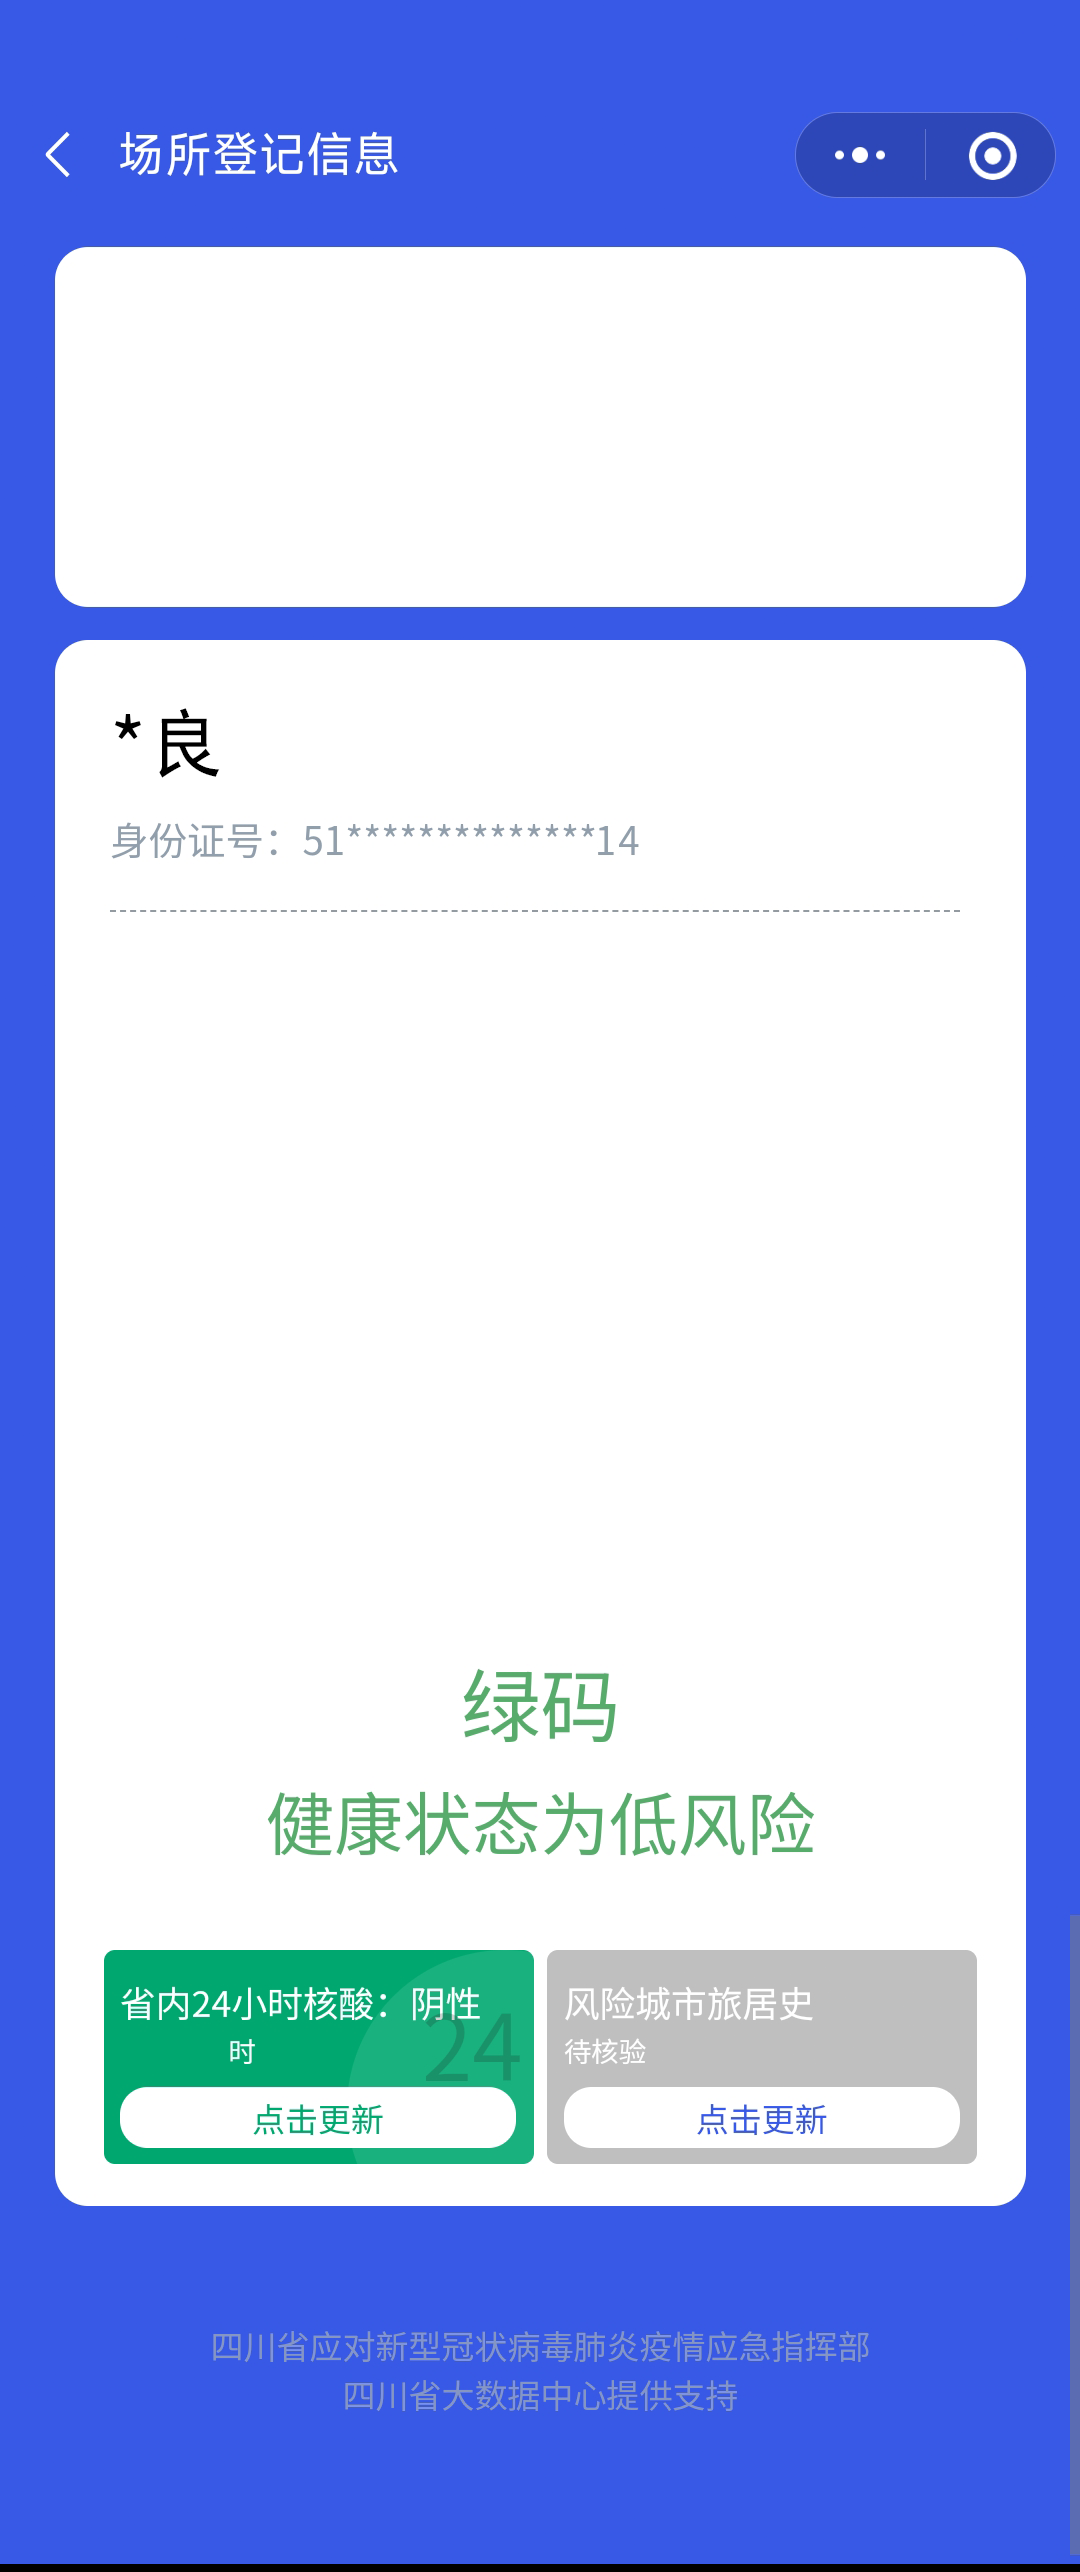 场所登记信息
*良
身份证号：51**************14
绿码
健康状态为低风险
省内24小时核酸：阴性
时
24
点击更新
风险城市旅居史
待核验
点击更新
四川省应对新型冠状病毒肺炎疫情应急指挥部
四川省大数据中心提供支持